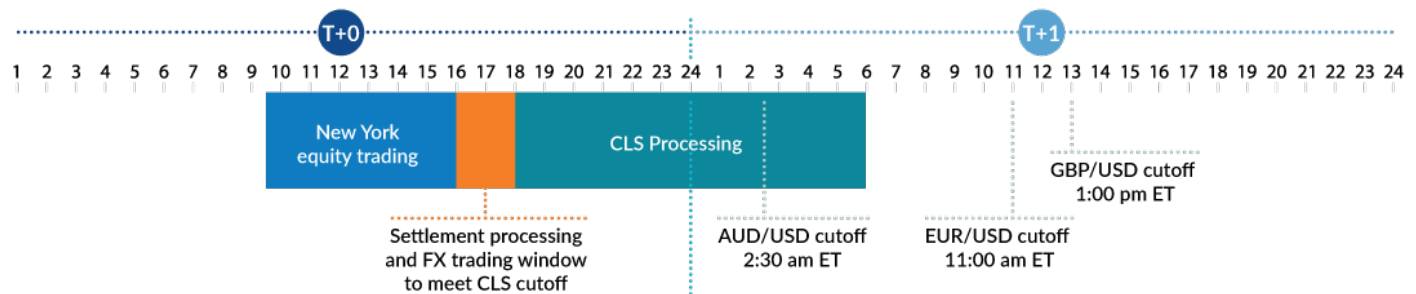 T+0
T+1
1 2 3 4 5 6 7 8 9 10 11 12 13 14 15 16 17 18 19 20 21 22 23 24 1 2 3 4 5 6 7 8 9 10 11 12 13 14 15 16 17 18 19 20 21 22 23 24
New York
equity trading
CLS Processing
GBP/USD cutoff
1:00 pm ET
Settlement processing
and FX trading window
to meet CLS cutoff
AUD/USD cutoff
2:30 am ET
EUR/USD cutoff
11:00 am ET